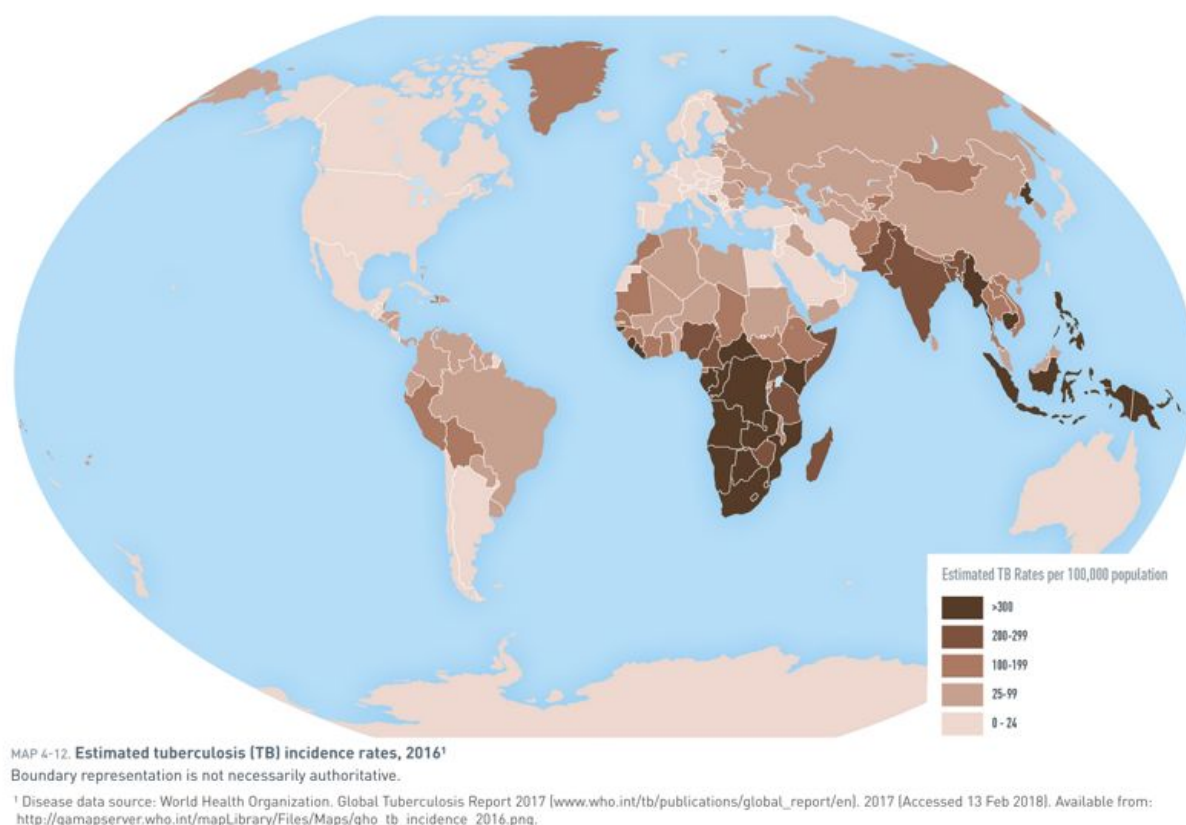 Estimated TB Rates per 100,000 population
>300
200-299
100-199
25-99
0 - 24
MAP 4-12. Estimated tuberculosis (TB) incidence rates, 2016¹
Boundary representation is not necessarily authoritative.
¹ Disease data source: World Health Organization. Global Tuberculosis Report 2017 [www.who.int/tb/publications/global_report/en]. 2017 (Accessed 13 Feb 2018). Available from:
http://gamapserver.who.int/mapLibrary/Files/Maps/gho_tb_incidence_2016.png.